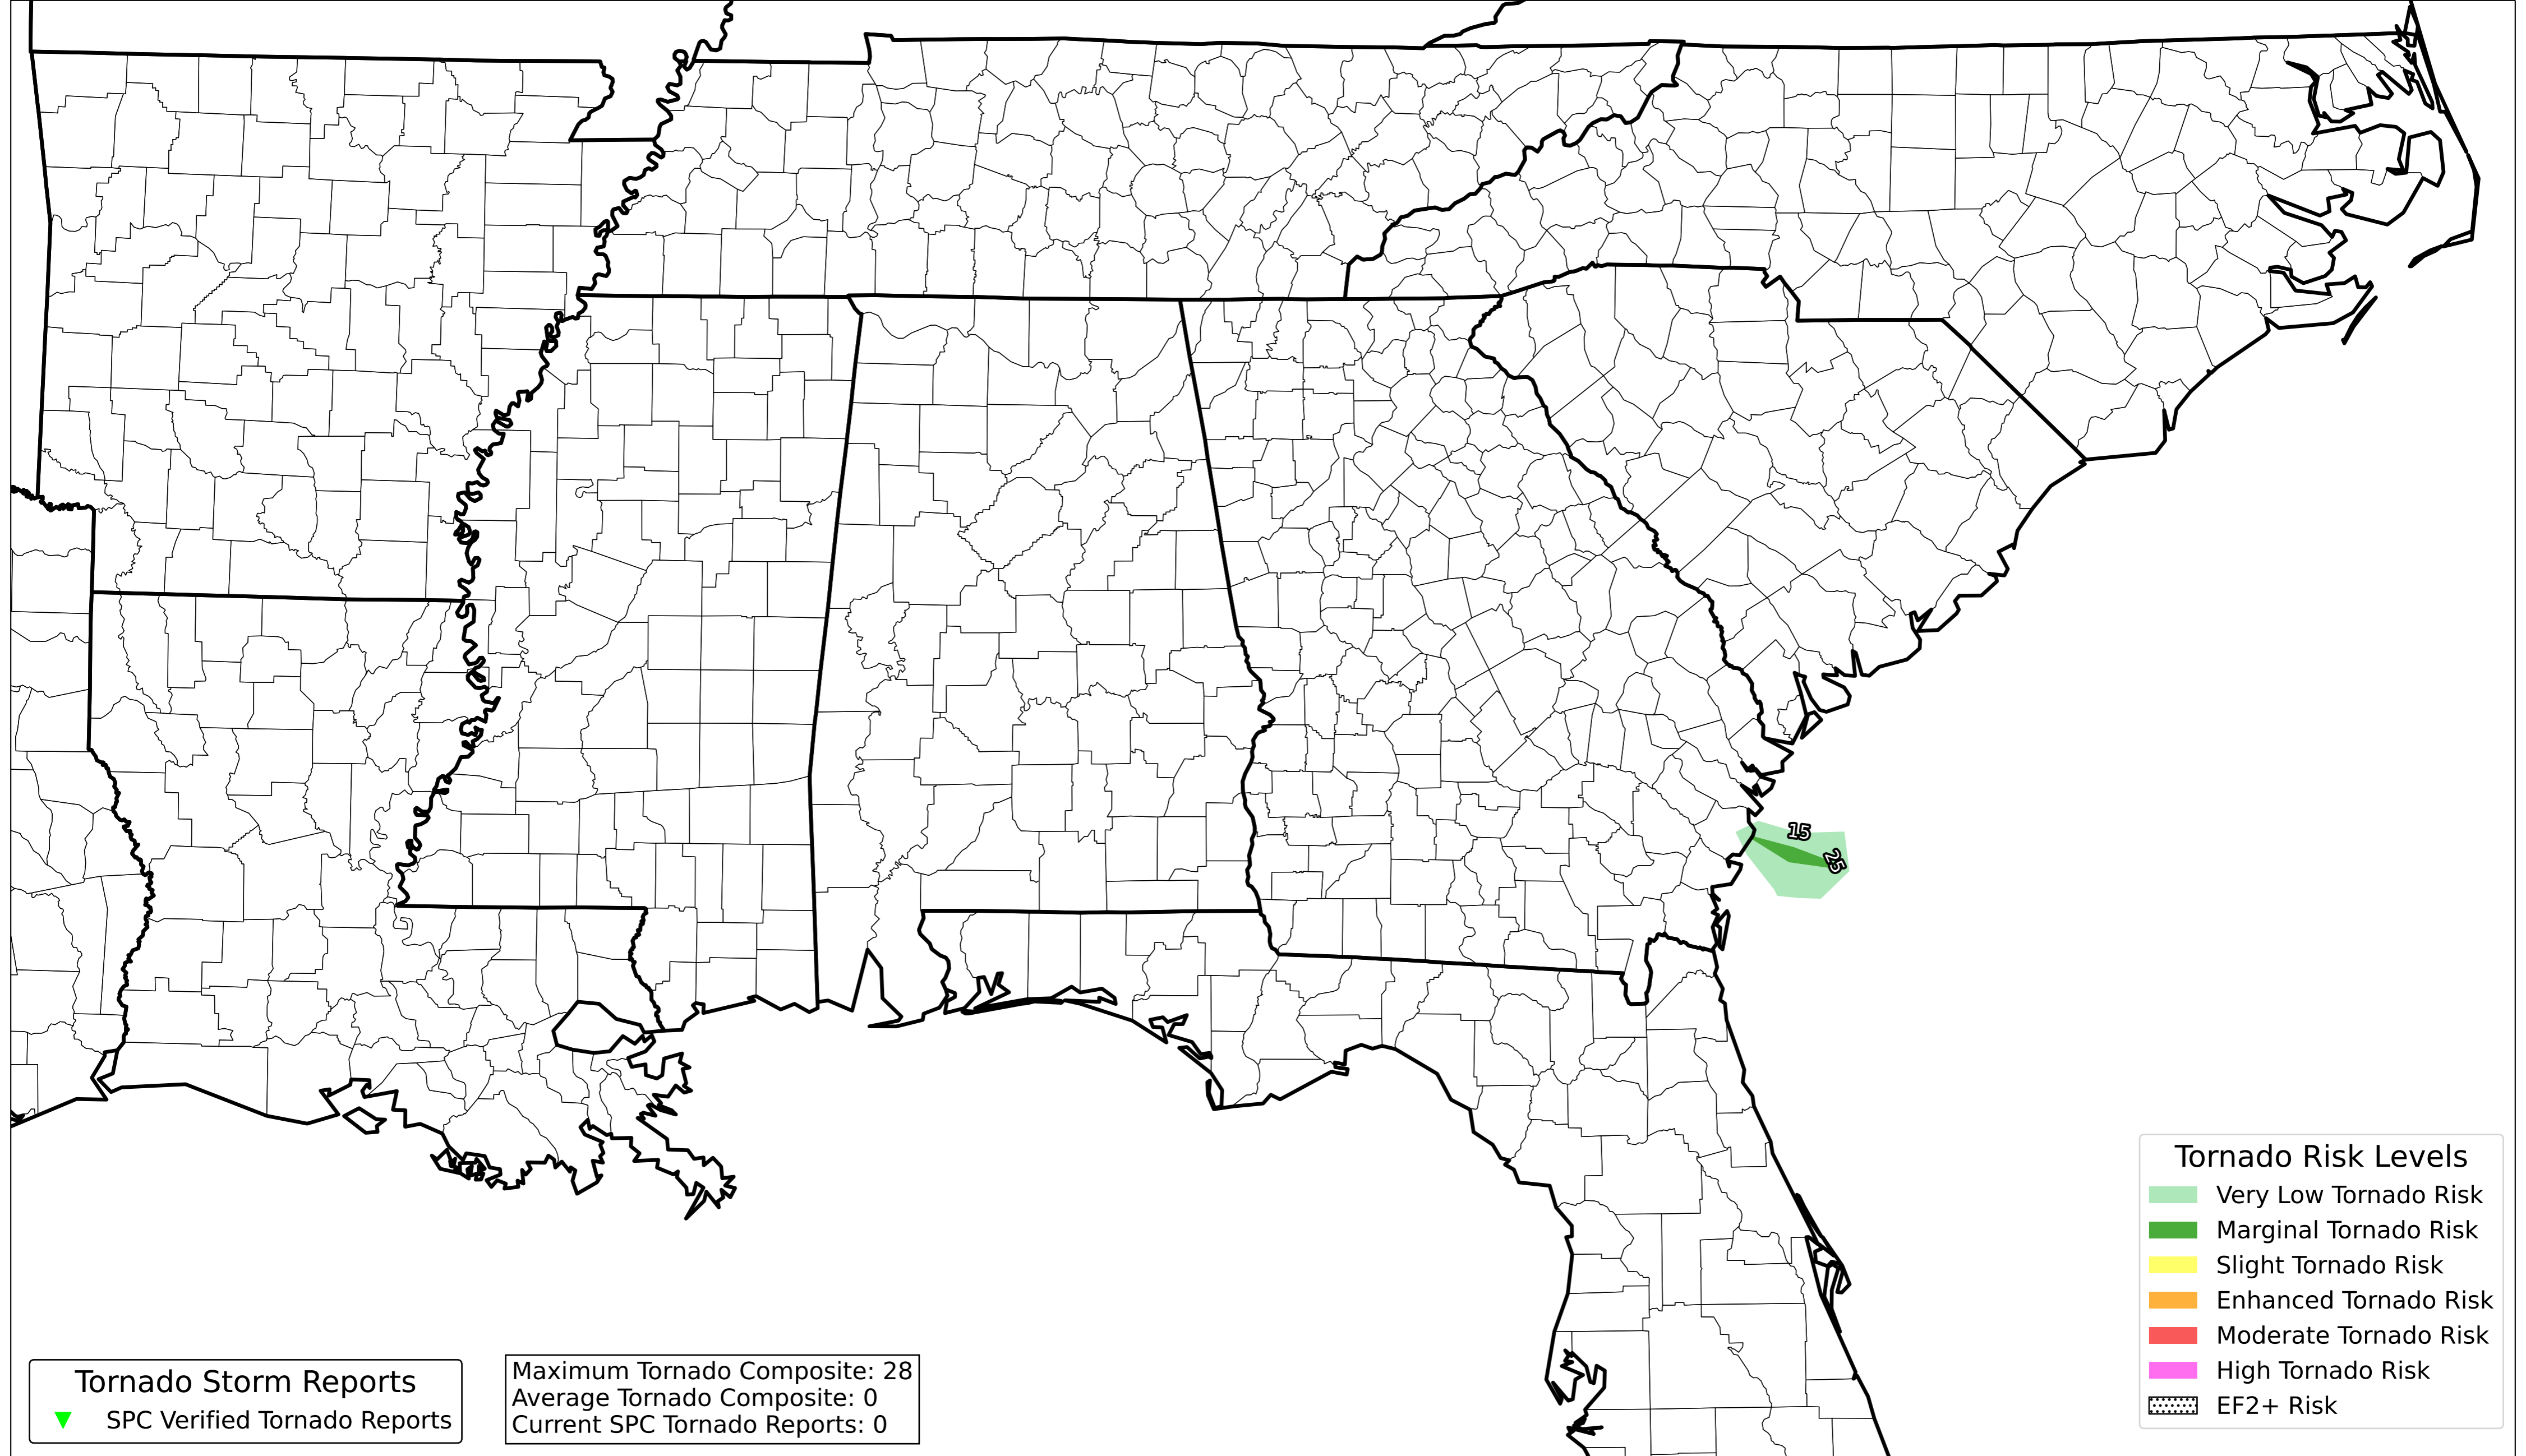 15
25
Tornado Risk Levels
Very Low Tornado Risk
Marginal Tornado Risk
Slight Tornado Risk
Enhanced Tornado Risk
Moderate Tornado Risk
High Tornado Risk
EF2+ Risk
Tornado Storm Reports
SPC Verified Tornado Reports
Maximum Tornado Composite: 28
Average Tornado Composite: 0
Current SPC Tornado Reports: 0